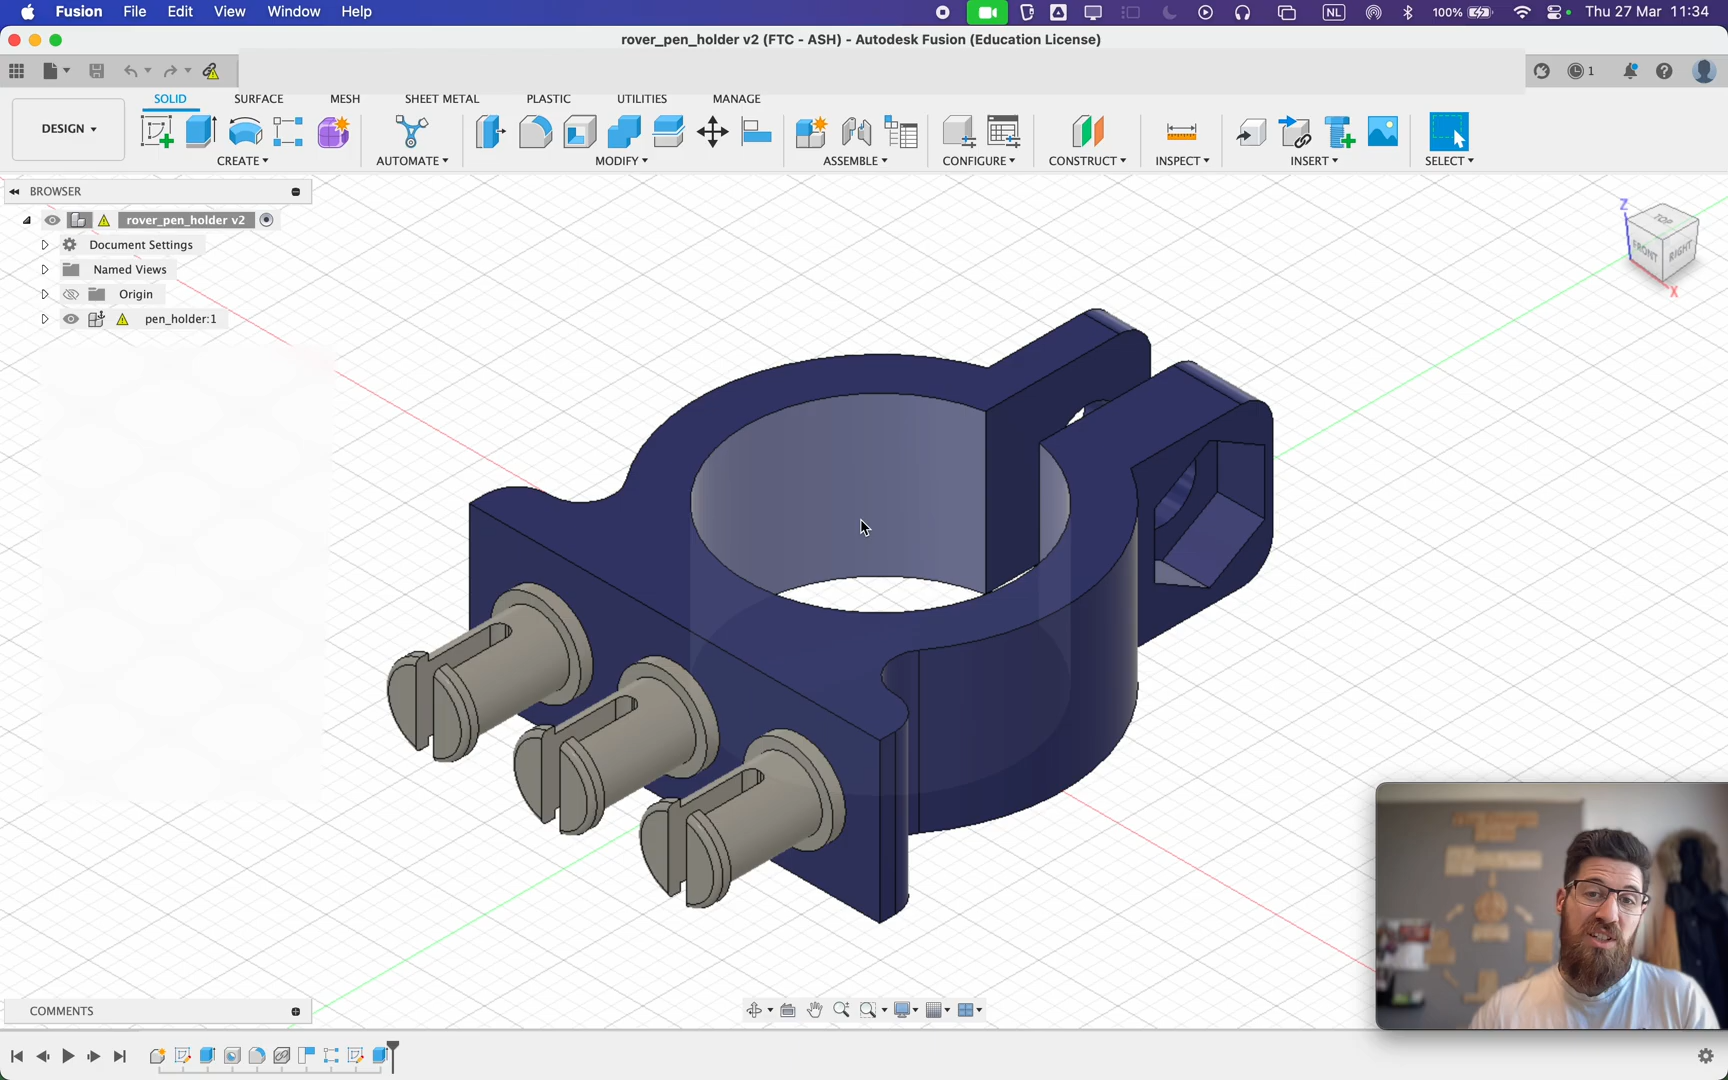 Fusion File Edit View Window Help NL 100% Thu 27 Mar 11:34
rover_pen_holder v2 (FTC - ASH) - Autodesk Fusion (Education License)
1
SOLID SURFACE MESH SHEET METAL PLASTIC UTILITIES MANAGE
DESIGN
CREATE AUTOMATE MODIFY ASSEMBLE CONFIGURE CONSTRUCT INSPECT INSERT SELECT
BROWSER
rover_pen_holder v2
Document Settings
Named Views
Origin
pen_holder:1
Z
TOP
FRONT
RIGHT
X
COMMENTS